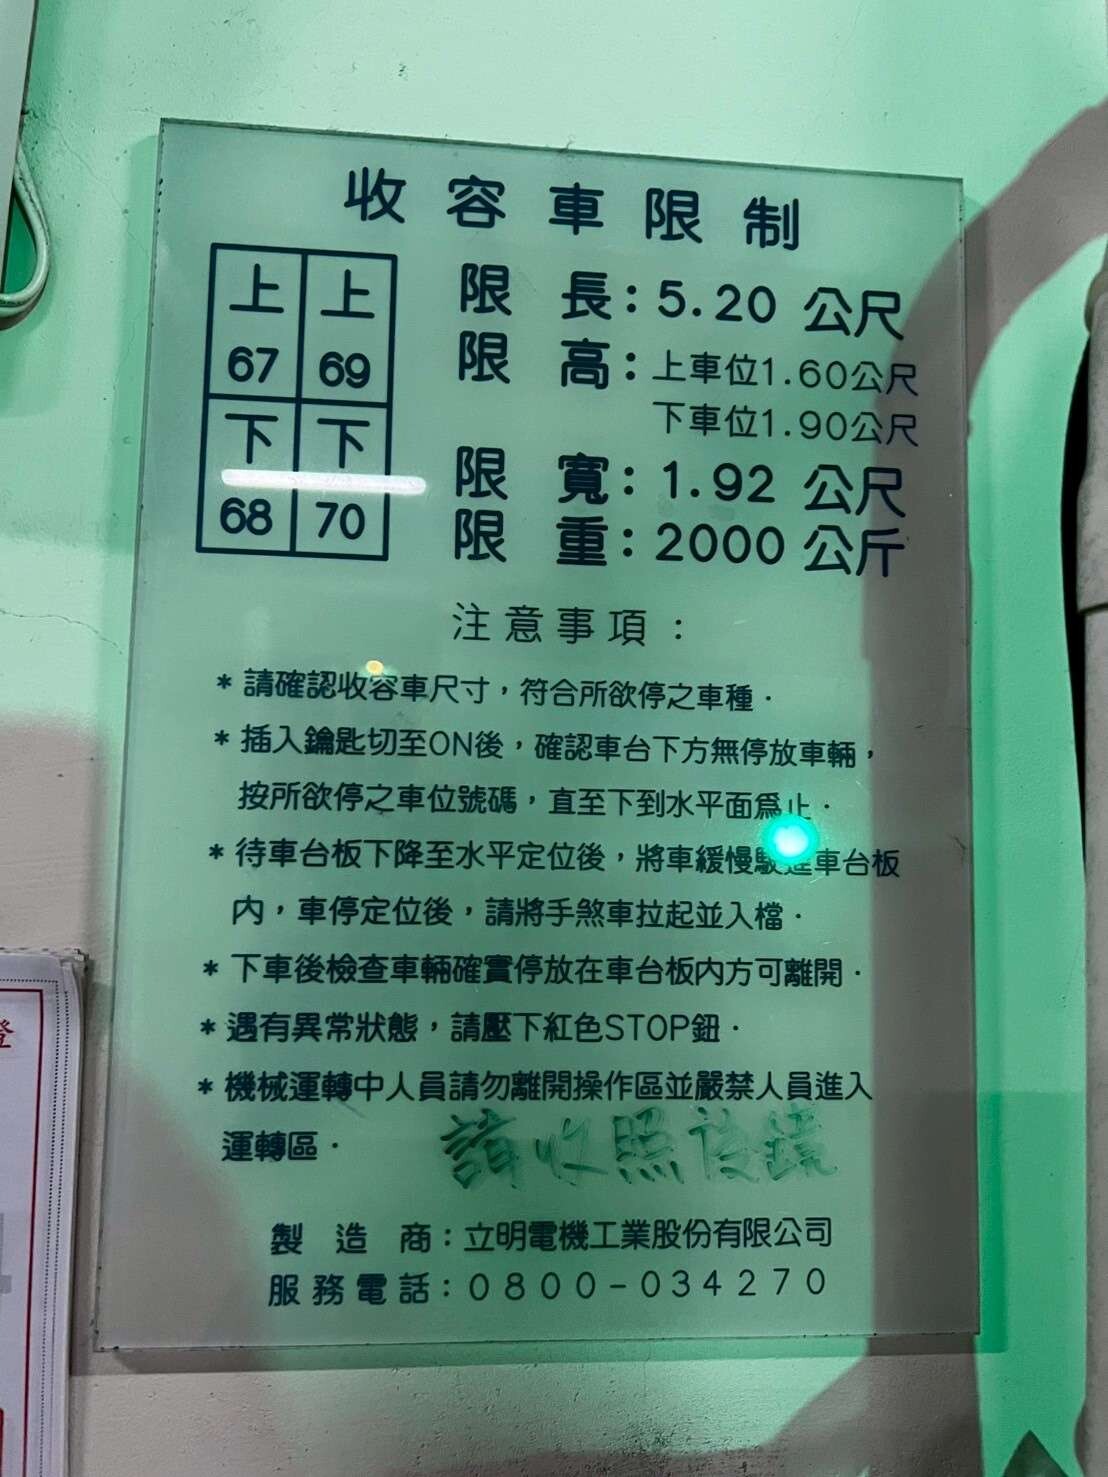 收容車限制
上 上
67 69
下 下
68 70
限長：5.20 公尺
限高：上車位1.60公尺
下車位1.90公尺
限寬：1.92 公尺
限重：2000 公斤
注意事項：
＊請確認收容車尺寸，符合所欲停之車種．
＊插入鑰匙切至ON後，確認車台下方無停放車輛，
按所欲停之車位號碼，直至下到水平面為止．
＊待車台板下降至水平定位後，將車緩慢駛進車台板
內，車停定位後，請將手煞車拉起並入檔．
＊下車後檢查車輛確實停放在車台板內方可離開．
＊遇有異常狀態，請壓下紅色STOP鈕．
＊機械運轉中人員請勿離開操作區並嚴禁人員進入
運轉區．
請收照後鏡
製造商：立明電機工業股份有限公司
服務電話：0800-034270